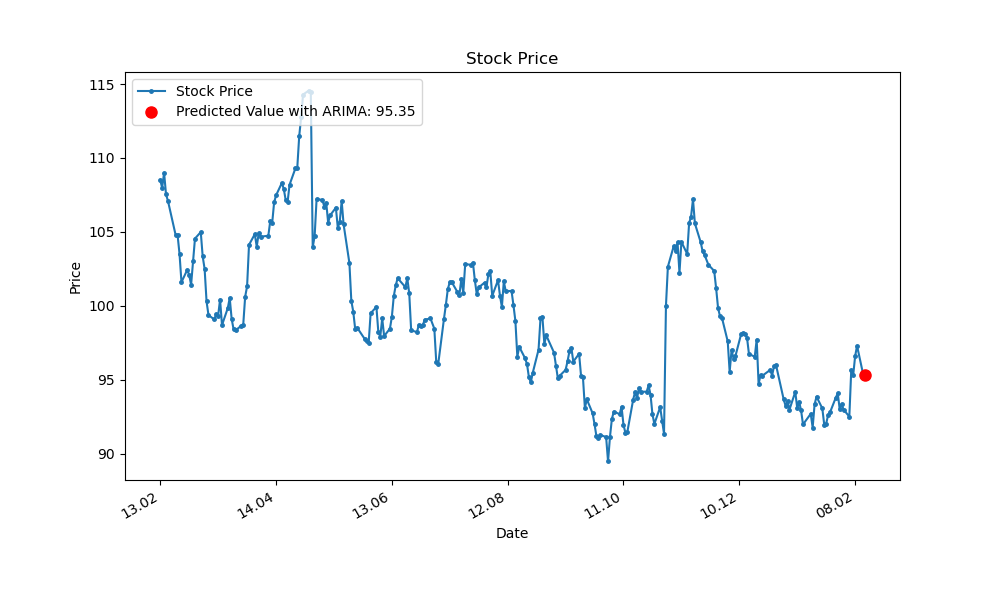 Stock Price
Stock Price
Predicted Value with ARIMA: 95.35
115
110
105
100
95
90
Price
13.02
14.04
13.06
12.08
11.10
10.12
08.02
Date